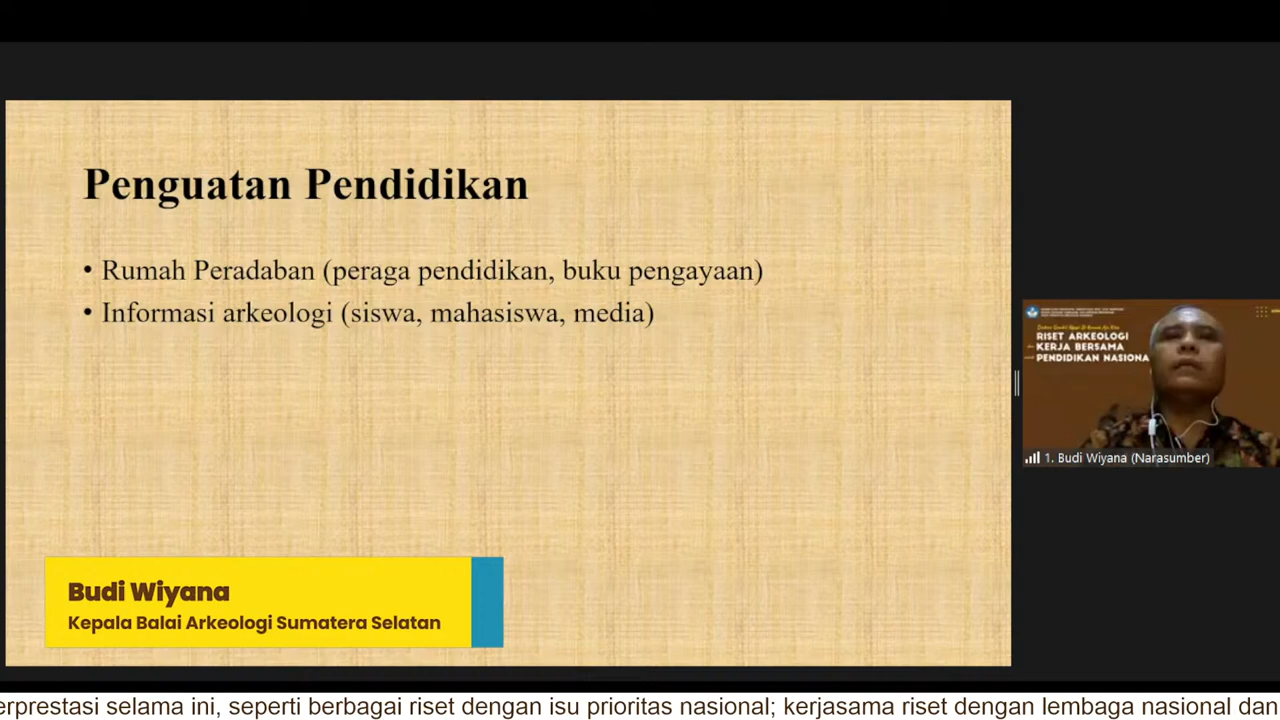 Penguatan Pendidikan
• Rumah Peradaban (peraga pendidikan, buku pengayaan)
• Informasi arkeologi (siswa, mahasiswa, media)
RISET ARKEOLOGI
KERJA BERSAMA
PENDIDIKAN NASIONA
1. Budi Wiyana (Narasumber)
Budi Wiyana
Kepala Balai Arkeologi Sumatera Selatan
erprestasi selama ini, seperti berbagai riset dengan isu prioritas nasional; kerjasama riset dengan lembaga nasional dan